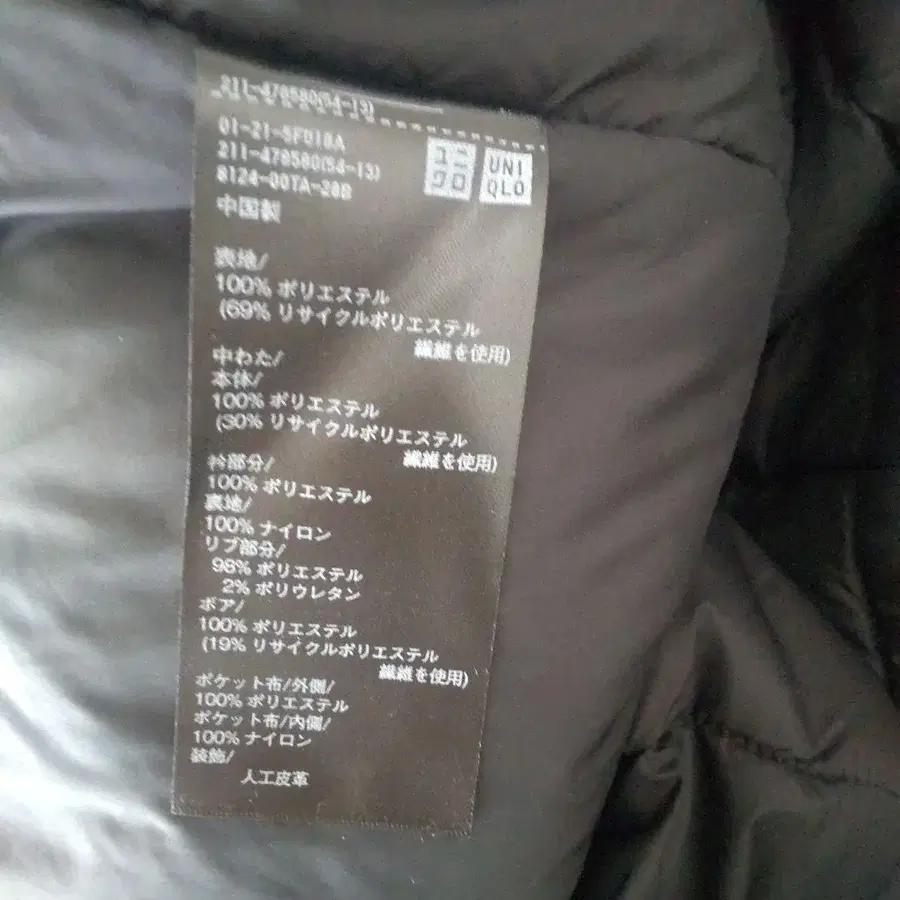 211-478580(54-13)
01-21-SF018A
211-478580(54-13)
8124-00TA-28B
中国製
ユニ
クロ
UNI
QLO
表地/
100% ポリエステル
(69% リサイクルポリエステル
繊維を使用)
中わた/
本体/
100% ポリエステル
(30% リサイクルポリエステル
繊維を使用)
衿部分/
100% ポリエステル
裏地/
100% ナイロン
リブ部分/
98% ポリエステル
2% ポリウレタン
ボア/
100% ポリエステル
(19% リサイクルポリエステル
繊維を使用)
ポケット布/外側/
100% ポリエステル
ポケット布/内側/
100% ナイロン
装飾/
人工皮革